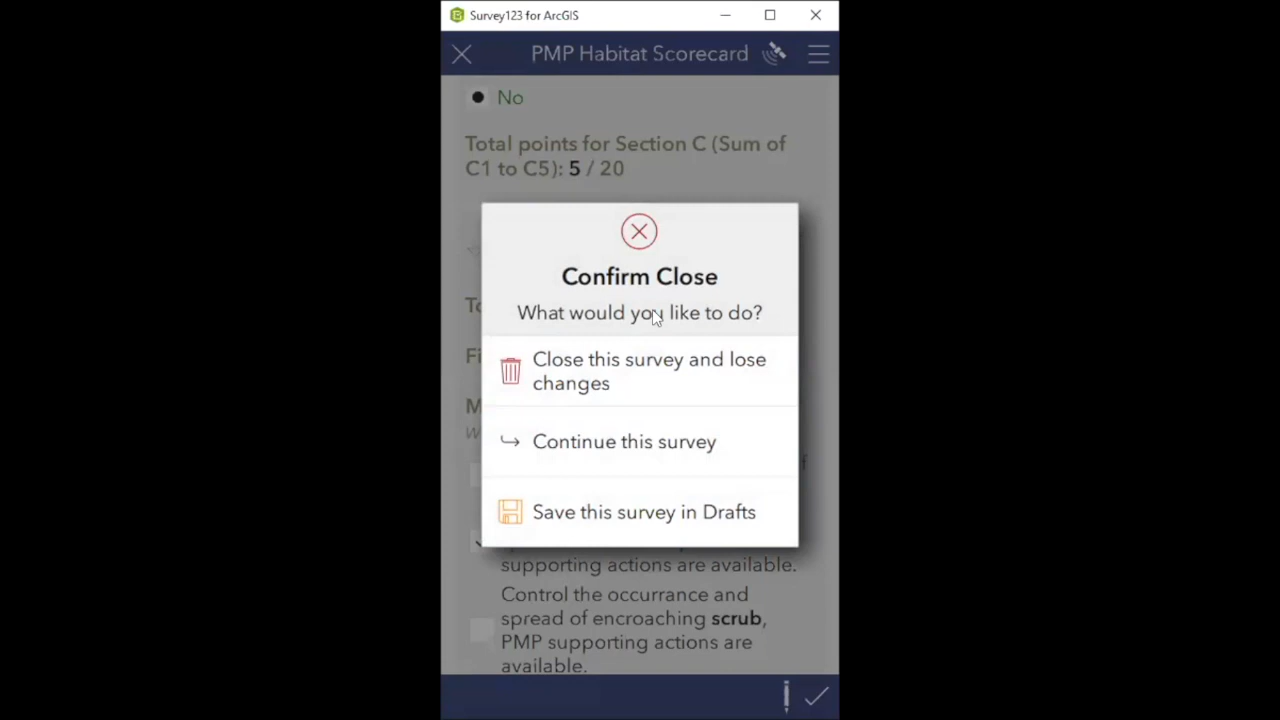 Survey123 for ArcGIS
PMP Habitat Scorecard
No
Total points for Section C (Sum of
C1 to C5): 5 / 20
Confirm Close
What would you like to do?
Close this survey and lose
changes
Continue this survey
Save this survey in Drafts
supporting actions are available.
Control the occurrance and
spread of encroaching scrub,
PMP supporting actions are
available.